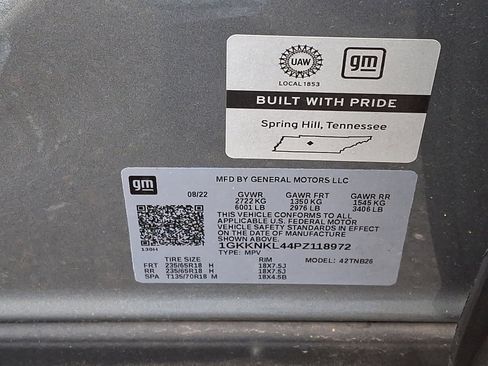 UAW
gm
LOCAL 1853
BUILT WITH PRIDE
Spring Hill, Tennessee
gm
MFD BY GENERAL MOTORS LLC
08/22 GVWR GAWR FRT GAWR RR
2722 KG 1350 KG 1545 KG
6001 LB 2976 LB 3406 LB
THIS VEHICLE CONFORMS TO ALL
APPLICABLE U.S. FEDERAL MOTOR
VEHICLE SAFETY STANDARDS IN EFFECT
ON THE DATE OF MANUFACTURE
SHOWN ABOVE
1GKKNKL44PZ118972
TYPE: MPV MODEL: 42TNB26
TIRE SIZE RIM
FRT 235/65R18 H 18X7.5J
RR 235/65R18 H 18X7.5J
SPA T135/70R18 M 18X4.5B